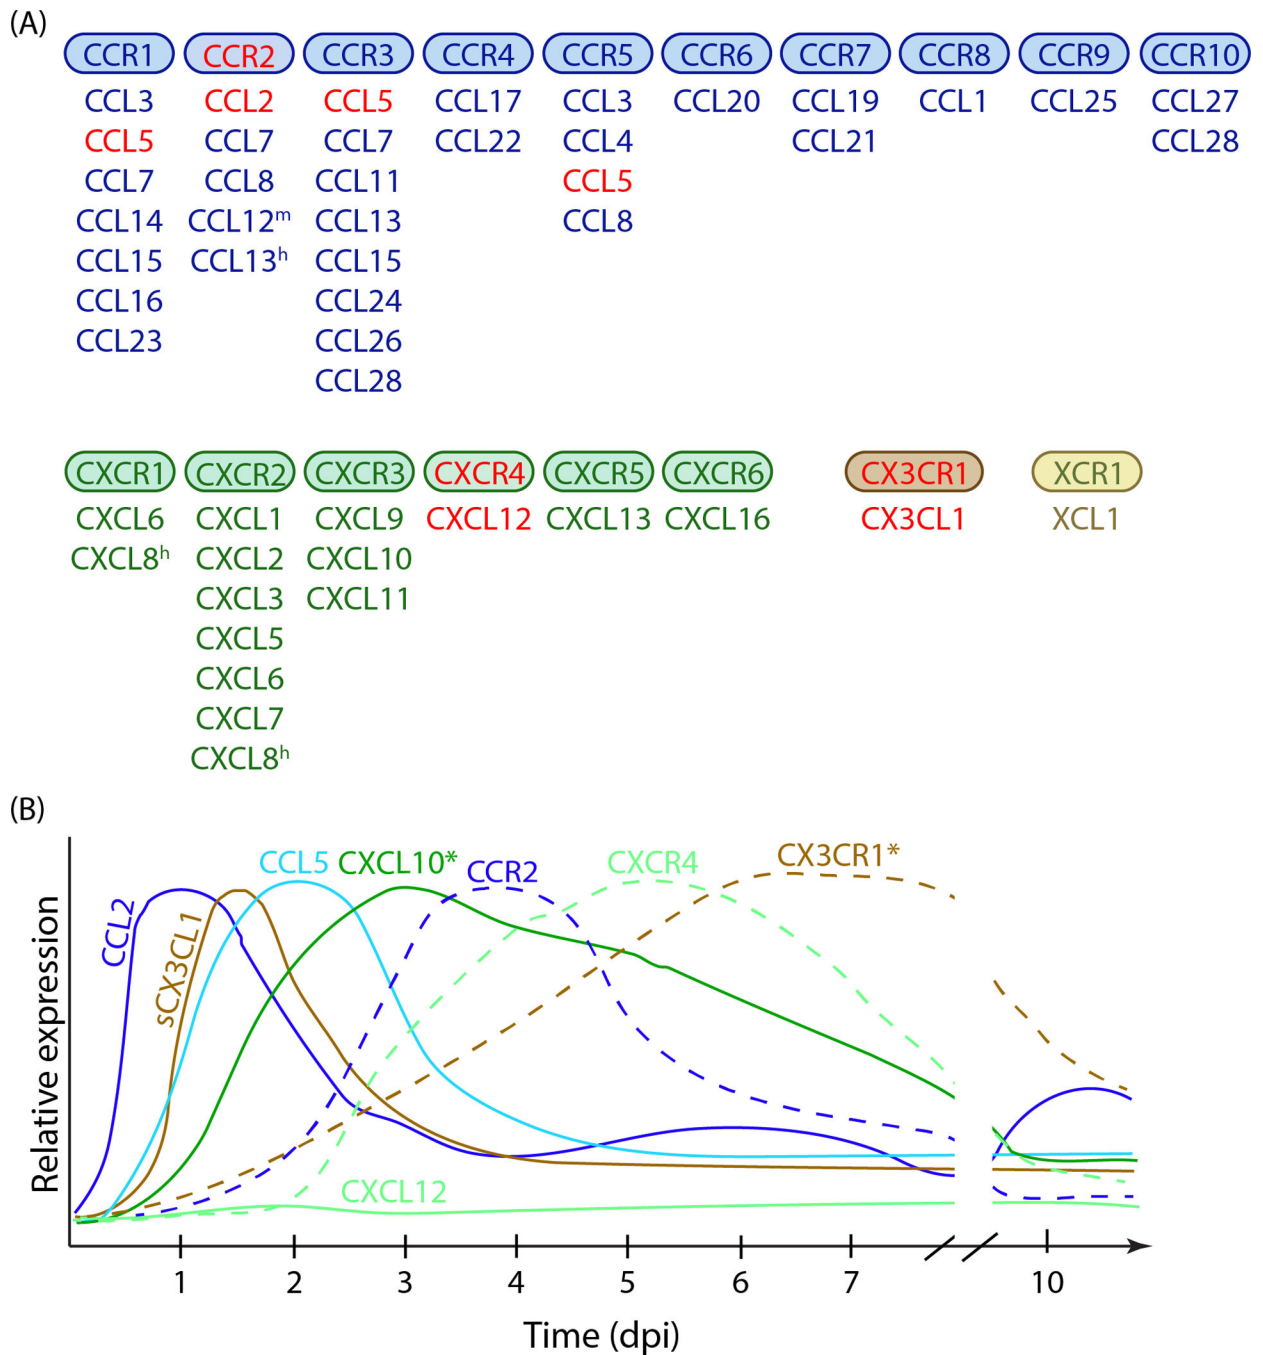 (A)
CCR1 CCR2 CCR3 CCR4 CCR5 CCR6 CCR7 CCR8 CCR9 CCR10
CCL3 CCL2 CCL5 CCL17 CCL3 CCL20 CCL19 CCL1 CCL25 CCL27
CCL5 CCL7 CCL7 CCL22 CCL4 CCL21 CCL28
CCL7 CCL8 CCL11 CCL5
CCL14 CCL12ᵐ CCL13 CCL8
CCL15 CCL13ʰ CCL15
CCL16 CCL24
CCL23 CCL26
CCL28
CXCR1 CXCR2 CXCR3 CXCR4 CXCR5 CXCR6 CX3CR1 XCR1
CXCL6 CXCL1 CXCL9 CXCL12 CXCL13 CXCL16 CX3CL1 XCL1
CXCL8ʰ CXCL2 CXCL10
CXCL3 CXCL11
CXCL5
CXCL6
CXCL7
CXCL8ʰ
(B)
Relative expression
CCL2
sCX3CL1
CCL5
CXCL10*
CCR2
CXCR4
CX3CR1*
CXCL12
1 2 3 4 5 6 7 10
Time (dpi)